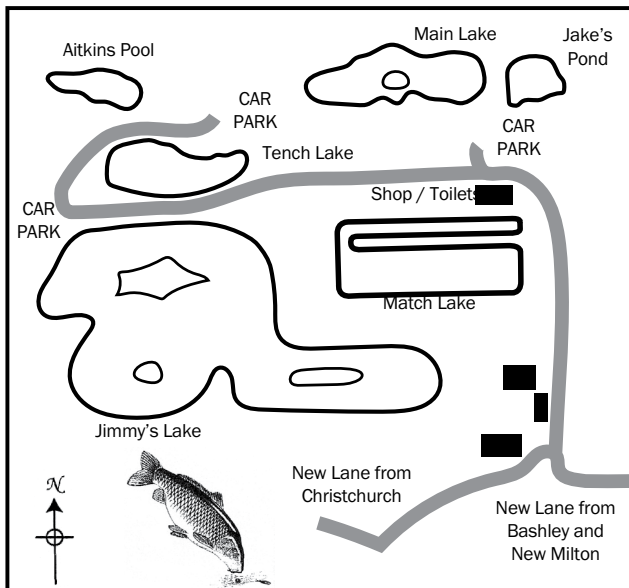 Aitkins Pool
Main Lake
Jake's
Pond
CAR
PARK
CAR
PARK
Tench Lake
Shop / Toilets
CAR
PARK
Match Lake
Jimmy's Lake
N
New Lane from
Christchurch
New Lane from
Bashley and
New Milton